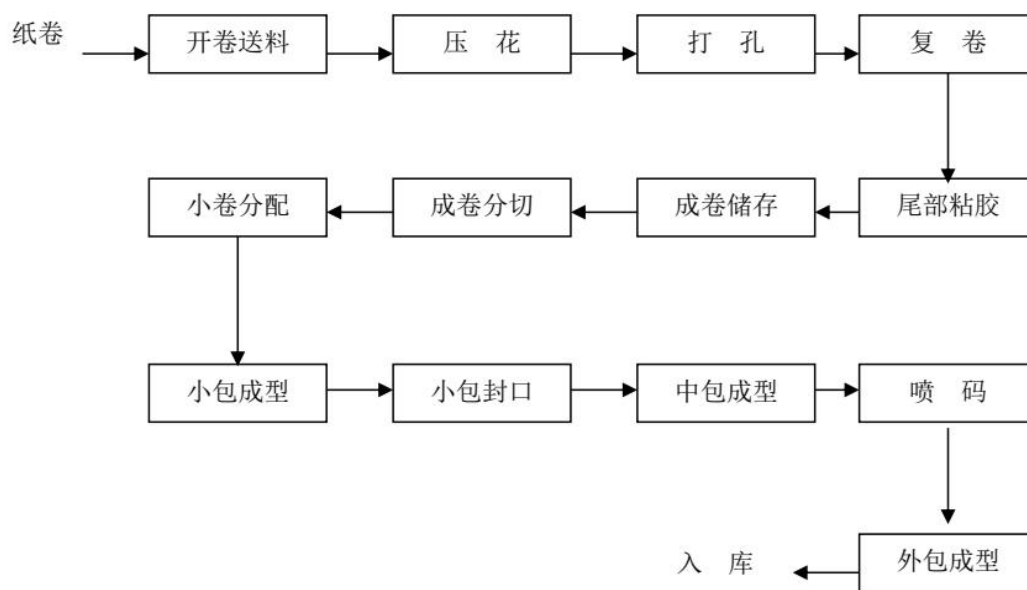 纸卷
开卷送料
压 花
打 孔
复 卷
尾部粘胶
成卷储存
成卷分切
小卷分配
小包成型
小包封口
中包成型
喷 码
外包成型
入 库